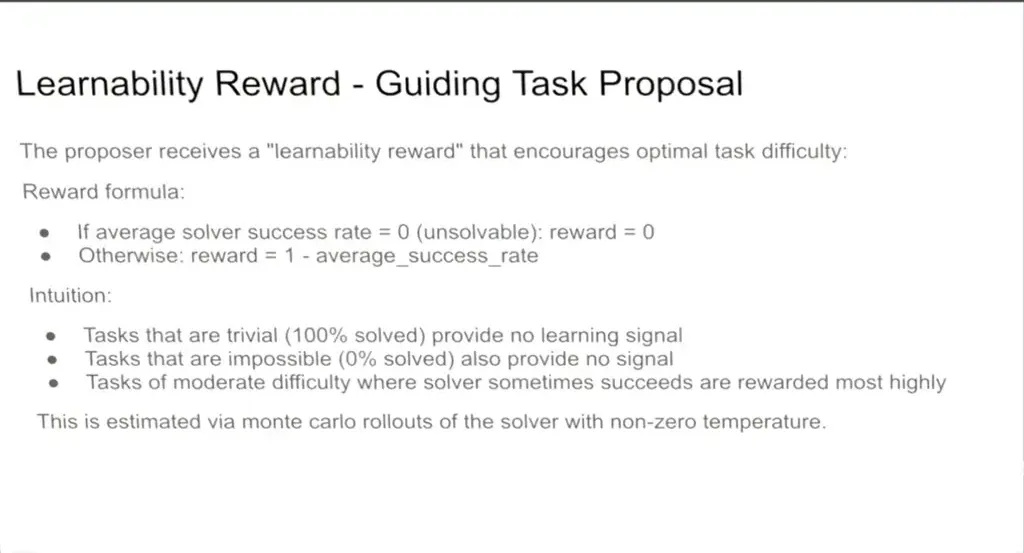 Learnability Reward - Guiding Task Proposal
The proposer receives a "learnability reward" that encourages optimal task difficulty:
Reward formula:
● If average solver success rate = 0 (unsolvable): reward = 0
● Otherwise: reward = 1 - average_success_rate
Intuition:
● Tasks that are trivial (100% solved) provide no learning signal
● Tasks that are impossible (0% solved) also provide no signal
● Tasks of moderate difficulty where solver sometimes succeeds are rewarded most highly
This is estimated via monte carlo rollouts of the solver with non-zero temperature.